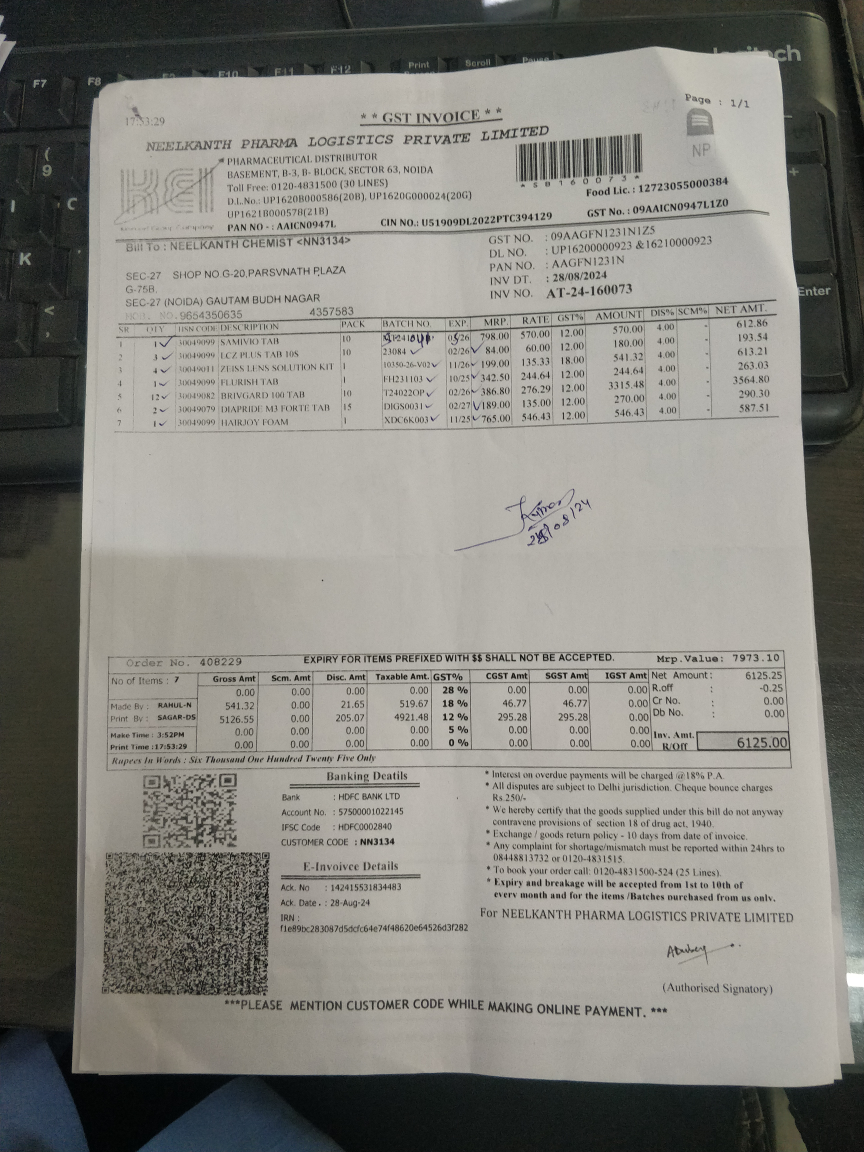 Print Scroll Pause
F7 F8 F9 F10 F11 F12
logitech
Page : 1/1
17:53:29
* * GST INVOICE * *
NEELKANTH PHARMA LOGISTICS PRIVATE LIMITED
NP
KEI
PHARMACEUTICAL DISTRIBUTOR
BASEMENT, B-3, B- BLOCK, SECTOR 63, NOIDA
Toll Free: 0120-4831500 (30 LINES)
D.L.No.: UP1620B000586(20B), UP1620G000024(20G)
UP1621B000578(21B)
PAN NO - : AAICN0947L
CIN NO.: U51909DL2022PTC394129
*SB160073*
Food Lic. : 12723055000384
GST No. : 09AAICN0947L1Z0
Bill To : NEELKANTH CHEMIST <NN3134>
SEC-27 SHOP NO.G-20,PARSVNATH PLAZA
G-75B,
SEC-27 (NOIDA) GAUTAM BUDH NAGAR
MOB. NO.9654350635 4357583
GST NO. : 09AAGFN1231N1Z5
DL NO. : UP16200000923 &16210000923
PAN NO. : AAGFN1231N
INV DT. : 28/08/2024
INV NO. AT-24-160073
SR QTY HSN CODE DESCRIPTION PACK BATCH NO. EXP. MRP. RATE GST% AMOUNT DIS% SCM% NET AMT.
1 1 30049099 SAMIVIO TAB 10 05/26 798.00 570.00 12.00 570.00 4.00 - 612.86
2 3 30049099 LCZ PLUS TAB 10S 10 23084 02/26 84.00 60.00 12.00 180.00 4.00 - 193.54
3 4 30049011 ZEISS LENS SOLUTION KIT 1 10350-26-V02 11/26 199.00 135.33 18.00 541.32 4.00 - 613.21
4 1 30049099 FLURISH TAB 1 FH231103 10/25 342.50 244.64 12.00 244.64 4.00 - 263.03
5 12 30049082 BRIVGARD 100 TAB 10 T24022OP 02/26 386.80 276.29 12.00 3315.48 4.00 - 3564.80
6 2 30049079 DIAPRIDE M3 FORTE TAB 15 DIGS0031 02/27 189.00 135.00 12.00 270.00 4.00 - 290.30
7 1 30049099 HAIRJOY FOAM 1 XDC6K003 11/25 765.00 546.43 12.00 546.43 4.00 - 587.51
28/08/24
Order No. 408229 EXPIRY FOR ITEMS PREFIXED WITH $$ SHALL NOT BE ACCEPTED. Mrp.Value: 7973.10
No of Items : 7 Gross Amt Scm. Amt Disc. Amt Taxable Amt. GST% CGST Amt SGST Amt IGST Amt Net Amount: 6125.25
0.00 0.00 0.00 0.00 28 % 0.00 0.00 0.00 R.off : -0.25
Made By : RAHUL-N 541.32 0.00 21.65 519.67 18 % 46.77 46.77 0.00 Cr No. : 0.00
Print By : SAGAR-DS 5126.55 0.00 205.07 4921.48 12 % 295.28 295.28 0.00 Db No. : 0.00
Make Time : 3:52PM 0.00 0.00 0.00 0.00 5 % 0.00 0.00 0.00 Inv. Amt.
Print Time :17:53:29 0.00 0.00 0.00 0.00 0 % 0.00 0.00 0.00 R/Off 6125.00
Rupees In Words : Six Thousand One Hundred Twenty Five Only
Banking Deatils
Bank : HDFC BANK LTD
Account No. : 57500001022145
IFSC Code : HDFC0002840
CUSTOMER CODE : NN3134
E-Invoicee Details
Ack. No : 142415531834483
Ack. Date . : 28-Aug-24
IRN :
f1e89bc283087d5dcfc64e74f48620e64526d3f282
* Interest on overdue payments will be charged @18% P.A.
* All disputes are subject to Delhi jurisdiction. Cheque bounce charges
Rs.250/-
* We hereby certify that the goods supplied under this bill do not anyway
contravene provisions of section 18 of drug act, 1940.
* Exchange / goods return policy - 10 days from date of invoice.
* Any complaint for shortage/mismatch must be reported within 24hrs to
08448813732 or 0120-4831515.
* To book your order call: 0120-4831500-524 (25 Lines).
* Expiry and breakage will be accepted from 1st to 10th of
every month and for the items /Batches purchased from us only.
For NEELKANTH PHARMA LOGISTICS PRIVATE LIMITED
(Authorised Signatory)
***PLEASE MENTION CUSTOMER CODE WHILE MAKING ONLINE PAYMENT. ***
( 9
I C
K
< ,
+
Enter